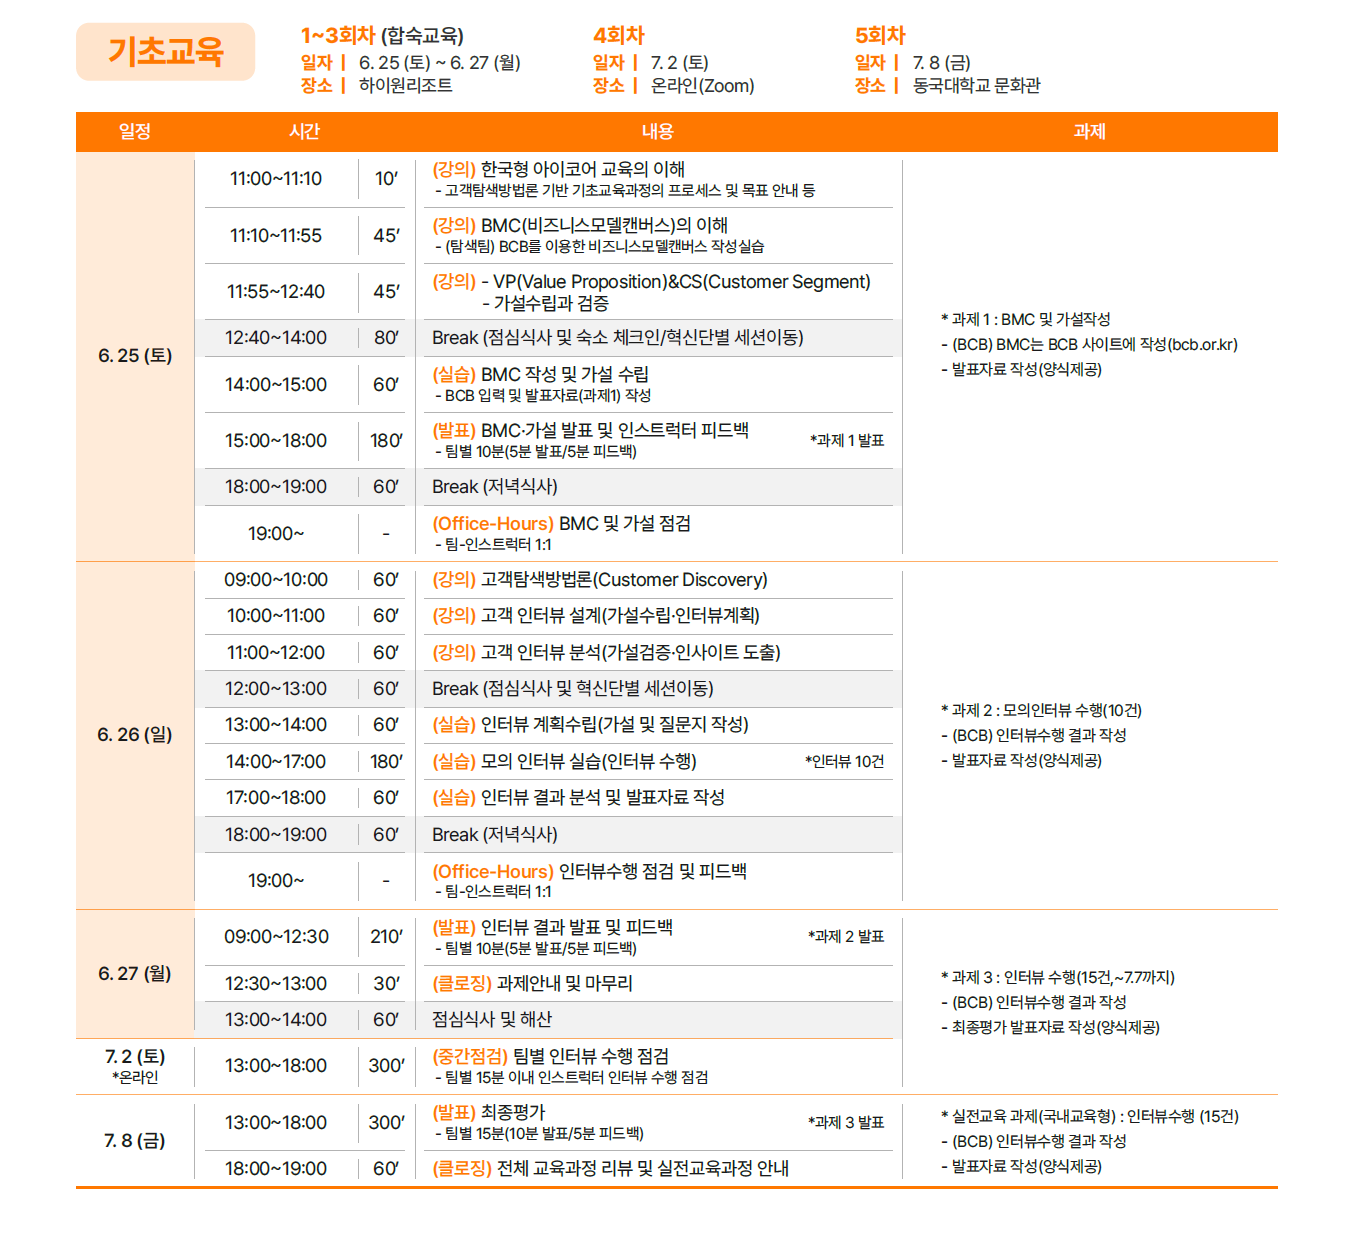 기초교육
1~3회차 (합숙교육)
일자 | 6. 25 (토) ~ 6. 27 (월)
장소 | 하이원리조트
4회차
일자 | 7. 2 (토)
장소 | 온라인(Zoom)
5회차
일자 | 7. 8 (금)
장소 | 동국대학교 문화관
일정 시간 내용 과제
6. 25 (토)
11:00~11:10 10′ (강의) 한국형 아이코어 교육의 이해
- 고객탐색방법론 기반 기초교육과정의 프로세스 및 목표 안내 등
11:10~11:55 45′ (강의) BMC(비즈니스모델캔버스)의 이해
- (탐색팀) BCB를 이용한 비즈니스모델캔버스 작성실습
11:55~12:40 45′ (강의) - VP(Value Proposition)&CS(Customer Segment)
- 가설수립과 검증
12:40~14:00 80′ Break (점심식사 및 숙소 체크인/혁신단별 세션이동)
14:00~15:00 60′ (실습) BMC 작성 및 가설 수립
- BCB 입력 및 발표자료(과제1) 작성
15:00~18:00 180′ (발표) BMC·가설 발표 및 인스트럭터 피드백 *과제 1 발표
- 팀별 10분(5분 발표/5분 피드백)
18:00~19:00 60′ Break (저녁식사)
19:00~ - (Office-Hours) BMC 및 가설 점검
- 팀-인스트럭터 1:1
* 과제 1 : BMC 및 가설작성
- (BCB) BMC는 BCB 사이트에 작성(bcb.or.kr)
- 발표자료 작성(양식제공)
6. 26 (일)
09:00~10:00 60′ (강의) 고객탐색방법론(Customer Discovery)
10:00~11:00 60′ (강의) 고객 인터뷰 설계(가설수립·인터뷰계획)
11:00~12:00 60′ (강의) 고객 인터뷰 분석(가설검증·인사이트 도출)
12:00~13:00 60′ Break (점심식사 및 혁신단별 세션이동)
13:00~14:00 60′ (실습) 인터뷰 계획수립(가설 및 질문지 작성)
14:00~17:00 180′ (실습) 모의 인터뷰 실습(인터뷰 수행) *인터뷰 10건
17:00~18:00 60′ (실습) 인터뷰 결과 분석 및 발표자료 작성
18:00~19:00 60′ Break (저녁식사)
19:00~ - (Office-Hours) 인터뷰수행 점검 및 피드백
- 팀-인스트럭터 1:1
* 과제 2 : 모의인터뷰 수행(10건)
- (BCB) 인터뷰수행 결과 작성
- 발표자료 작성(양식제공)
6. 27 (월)
09:00~12:30 210′ (발표) 인터뷰 결과 발표 및 피드백 *과제 2 발표
- 팀별 10분(5분 발표/5분 피드백)
12:30~13:00 30′ (클로징) 과제안내 및 마무리
13:00~14:00 60′ 점심식사 및 해산
* 과제 3 : 인터뷰 수행(15건,~7.7까지)
- (BCB) 인터뷰수행 결과 작성
- 최종평가 발표자료 작성(양식제공)
7. 2 (토)
*온라인
13:00~18:00 300′ (중간점검) 팀별 인터뷰 수행 점검
- 팀별 15분 이내 인스트럭터 인터뷰 수행 점검
7. 8 (금)
13:00~18:00 300′ (발표) 최종평가 *과제 3 발표
- 팀별 15분(10분 발표/5분 피드백)
18:00~19:00 60′ (클로징) 전체 교육과정 리뷰 및 실전교육과정 안내
* 실전교육 과제(국내교육형) : 인터뷰수행 (15건)
- (BCB) 인터뷰수행 결과 작성
- 발표자료 작성(양식제공)